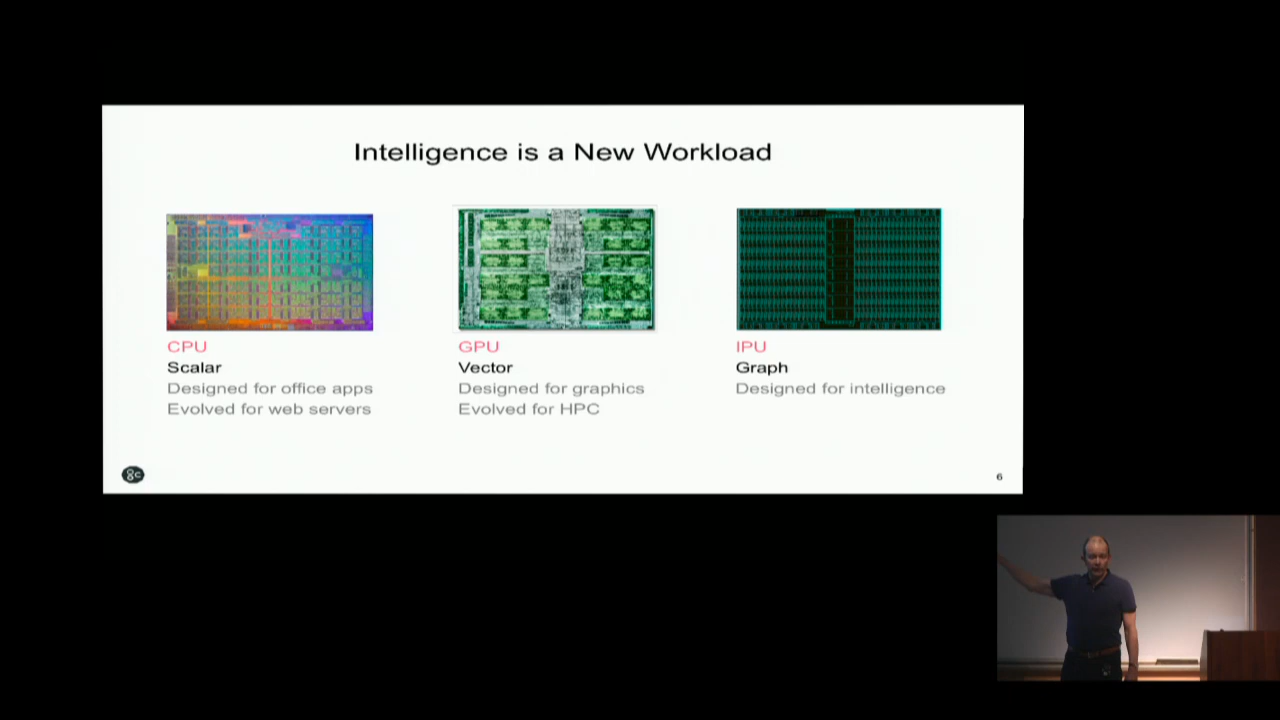 Intelligence is a New Workload
CPU
Scalar
Designed for office apps
Evolved for web servers
GPU
Vector
Designed for graphics
Evolved for HPC
IPU
Graph
Designed for intelligence
6